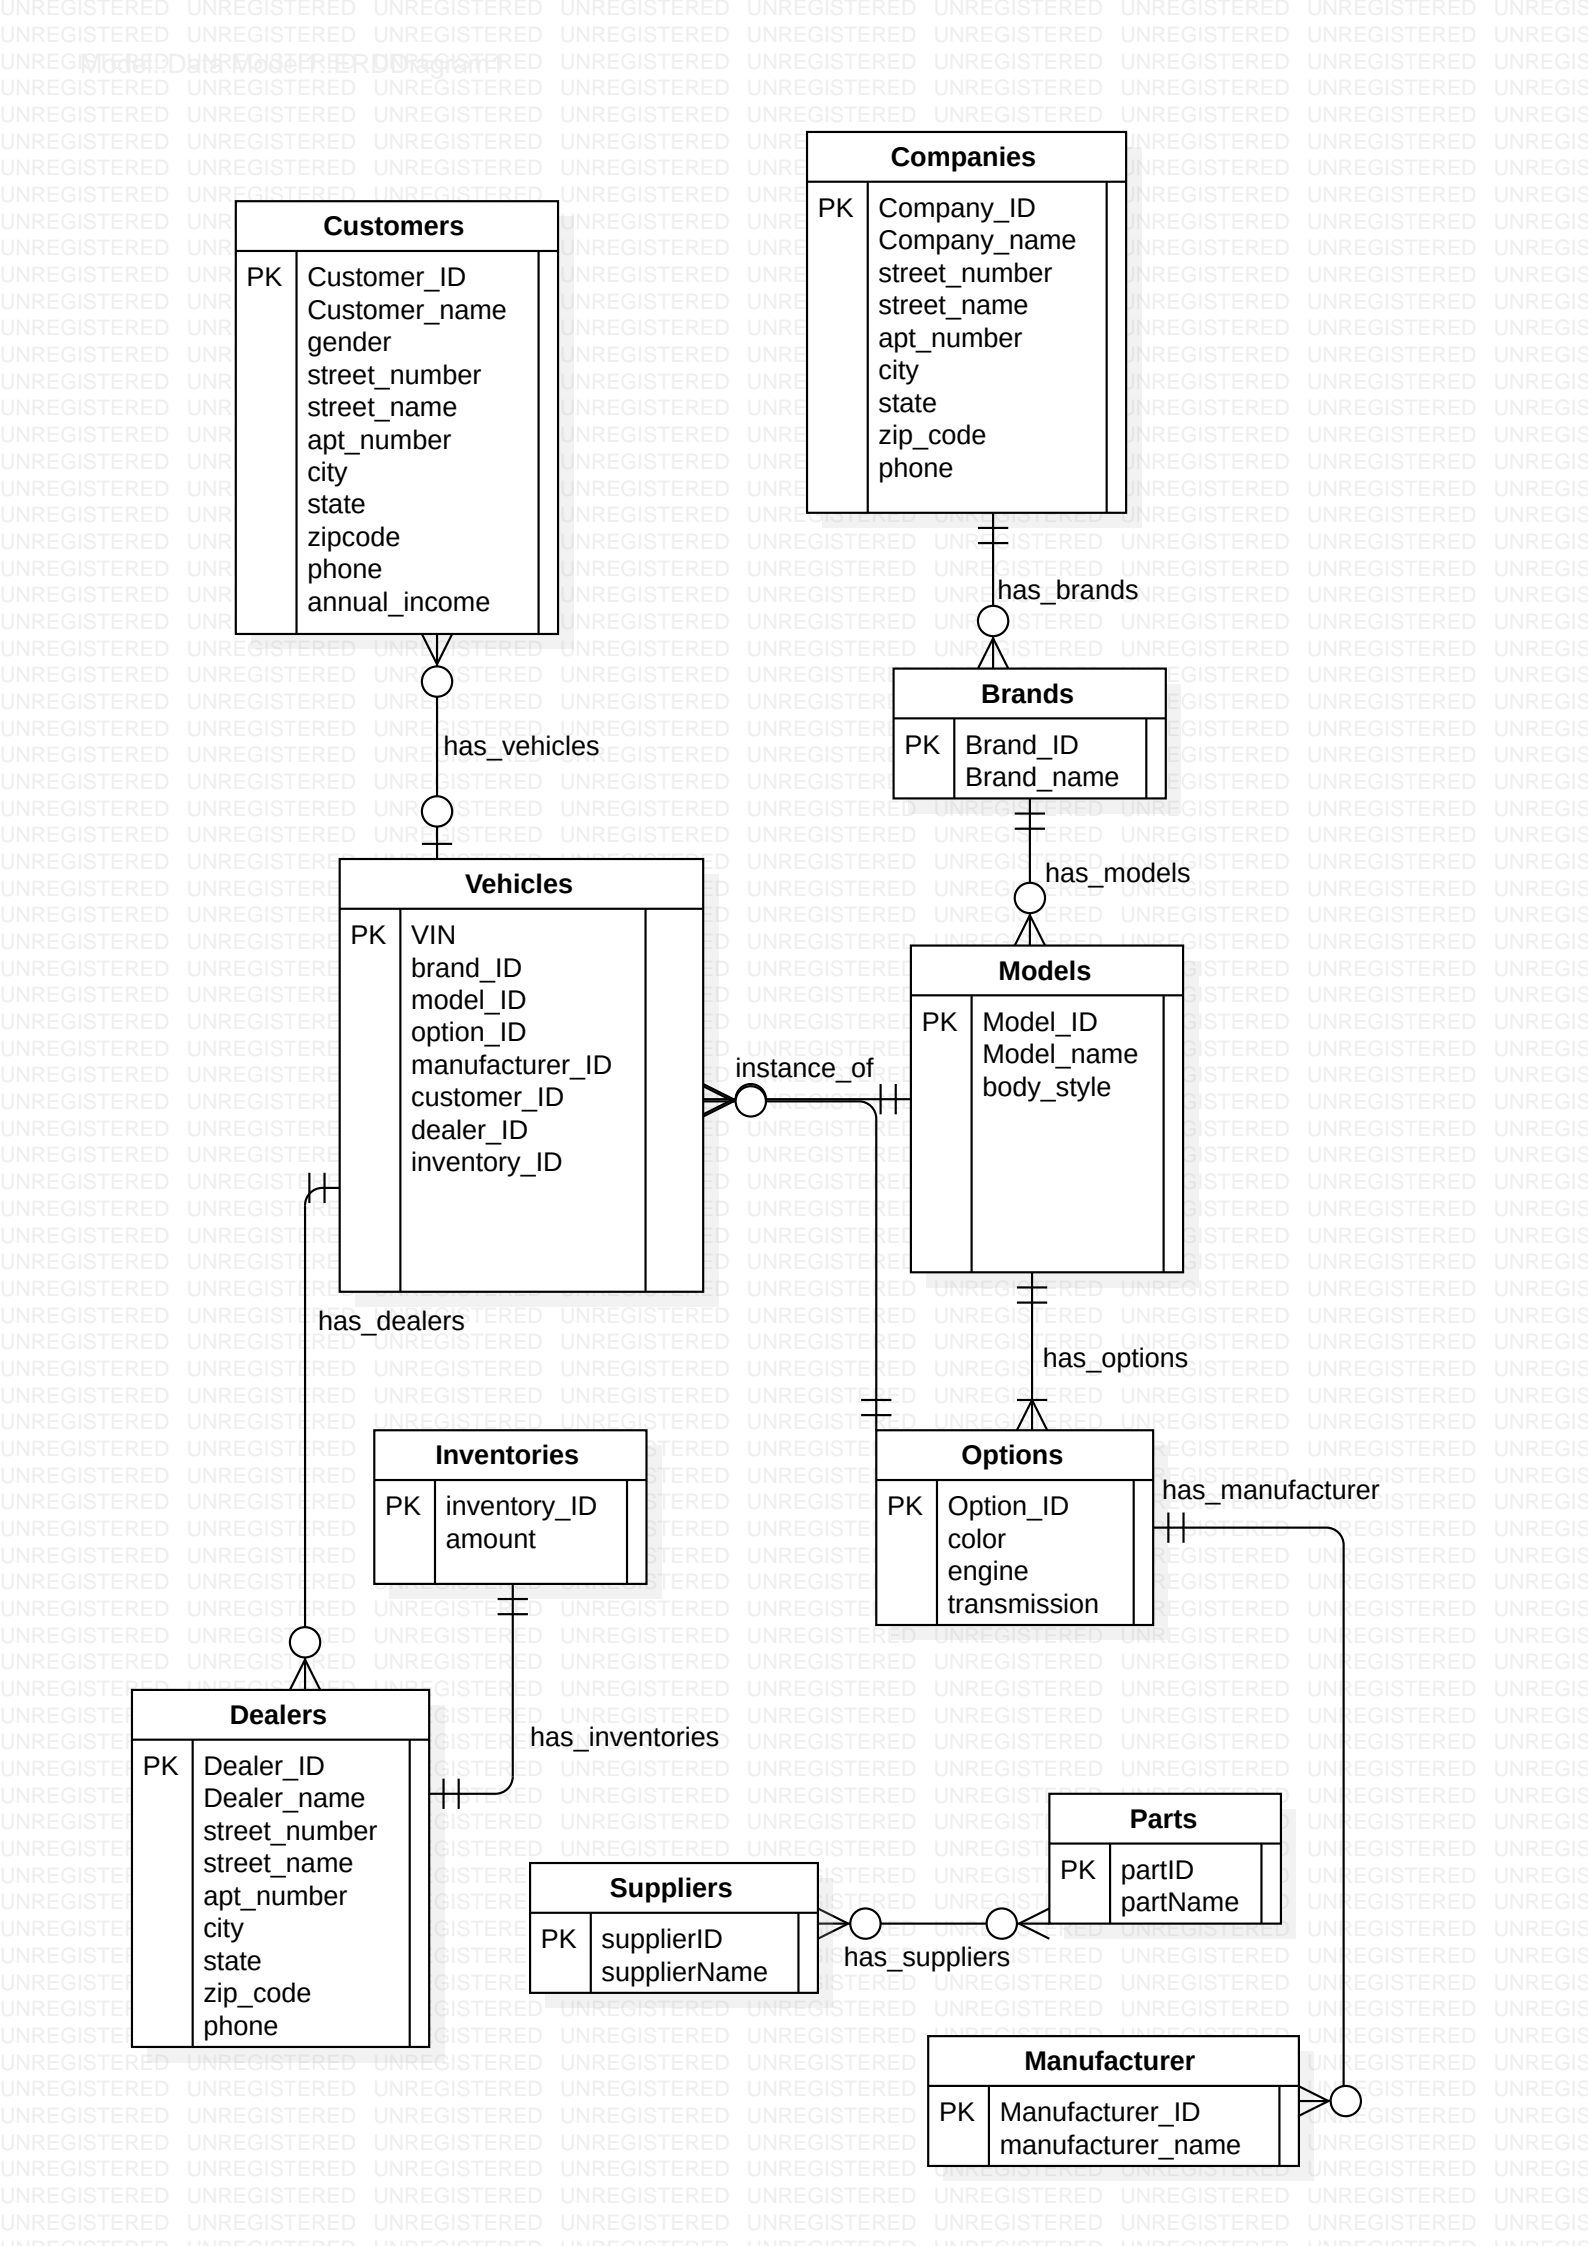 Companies
PK Company_ID
Company_name
street_number
street_name
apt_number
city
state
zip_code
phone
Customers
PK Customer_ID
Customer_name
gender
street_number
street_name
apt_number
city
state
zipcode
phone
annual_income
has_brands
Brands
PK Brand_ID
Brand_name
has_vehicles
has_models
Vehicles
PK VIN
brand_ID
model_ID
option_ID
manufacturer_ID
customer_ID
dealer_ID
inventory_ID
Models
PK Model_ID
Model_name
body_style
instance_of
has_dealers
has_options
Inventories
PK inventory_ID
amount
Options
PK Option_ID
color
engine
transmission
has_manufacturer
Dealers
PK Dealer_ID
Dealer_name
street_number
street_name
apt_number
city
state
zip_code
phone
has_inventories
Parts
PK partID
partName
Suppliers
PK supplierID
supplierName
has_suppliers
Manufacturer
PK Manufacturer_ID
manufacturer_name
UNREGISTERED